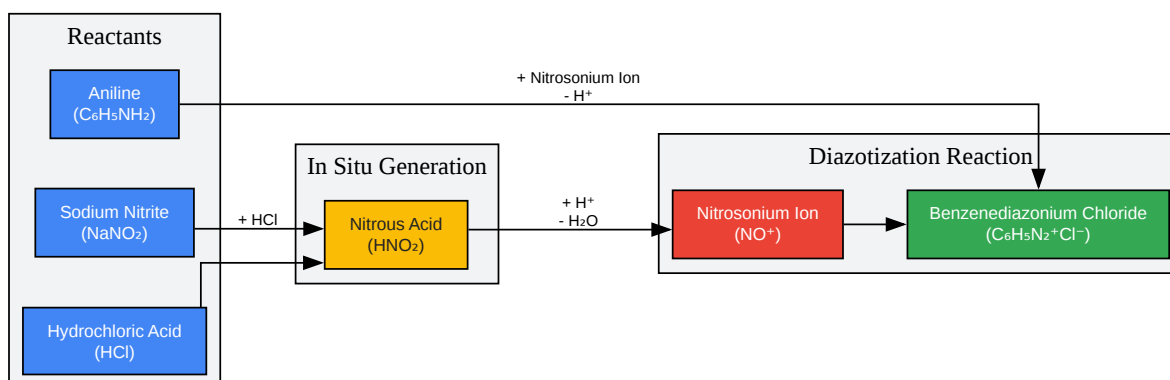 Reactants
Aniline
(C₆H₅NH₂)
+ Nitrosonium Ion
- H⁺
Sodium Nitrite
(NaNO₂)
+ HCl
Hydrochloric Acid
(HCl)
In Situ Generation
Nitrous Acid
(HNO₂)
+ H⁺
- H₂O
Diazotization Reaction
Nitrosonium Ion
(NO⁺)
Benzenediazonium Chloride
(C₆H₅N₂⁺Cl⁻)